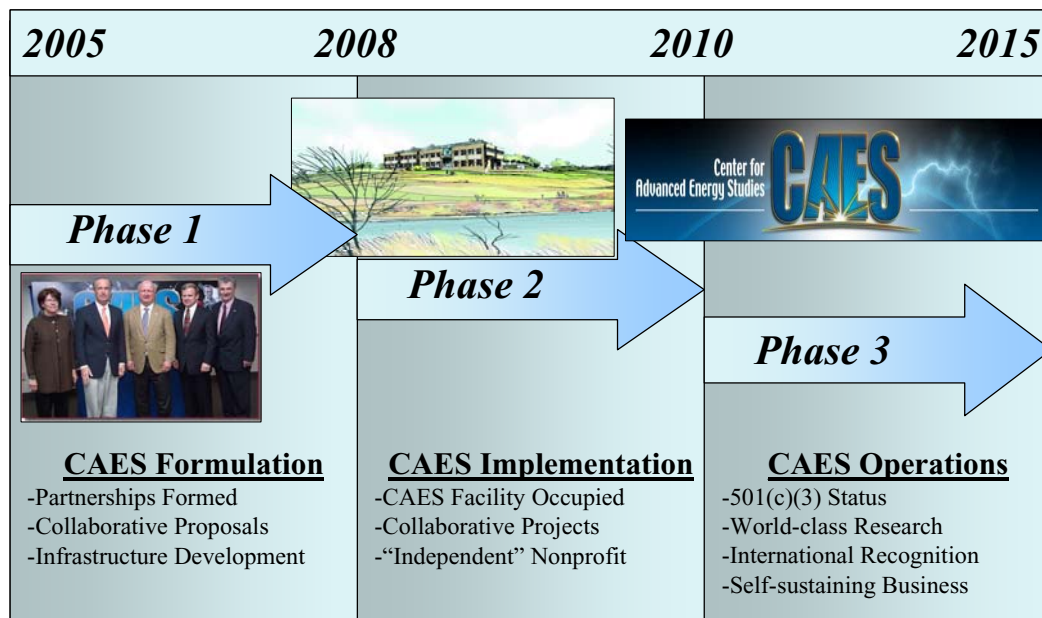 2005 2008 2010 2015
Center for
Advanced Energy Studies
CAES
Phase 1
Phase 2
Phase 3
CAES
CAES Formulation
-Partnerships Formed
-Collaborative Proposals
-Infrastructure Development
CAES Implementation
-CAES Facility Occupied
-Collaborative Projects
-“Independent” Nonprofit
CAES Operations
-501(c)(3) Status
-World-class Research
-International Recognition
-Self-sustaining Business